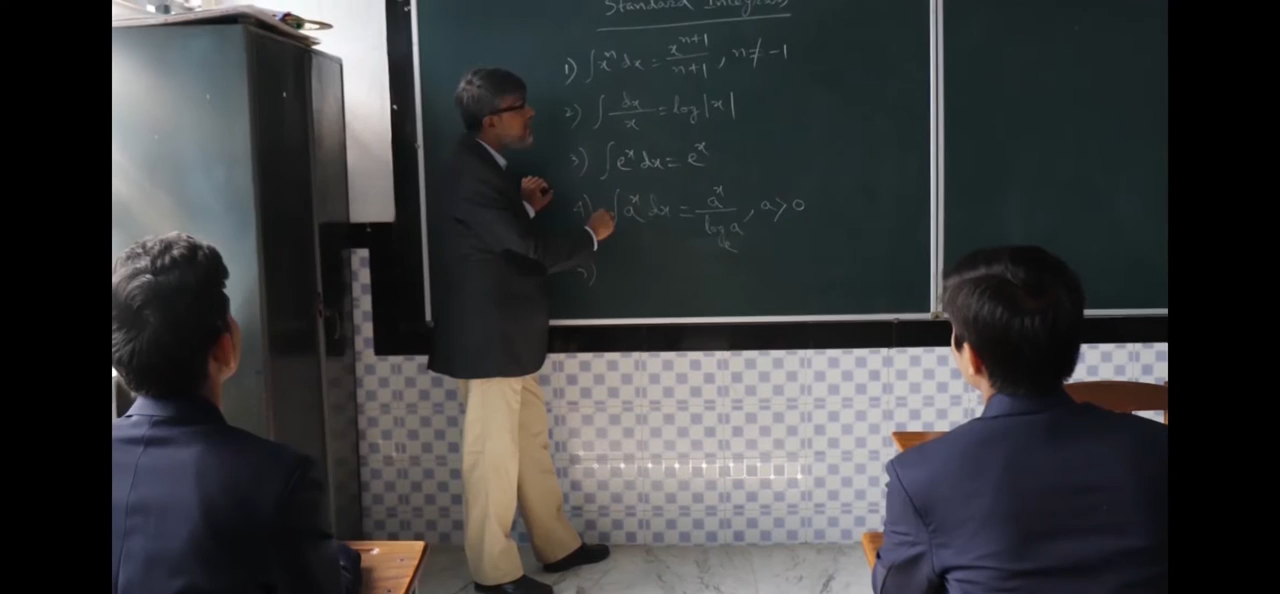 Standard Integrals
1) ∫xⁿ dx = xⁿ⁺¹/n+1 , n ≠ -1
2) ∫dx/x = log|x|
3) ∫eˣ dx = eˣ
4) ∫aˣ dx = aˣ/logₑa , a > 0
5)